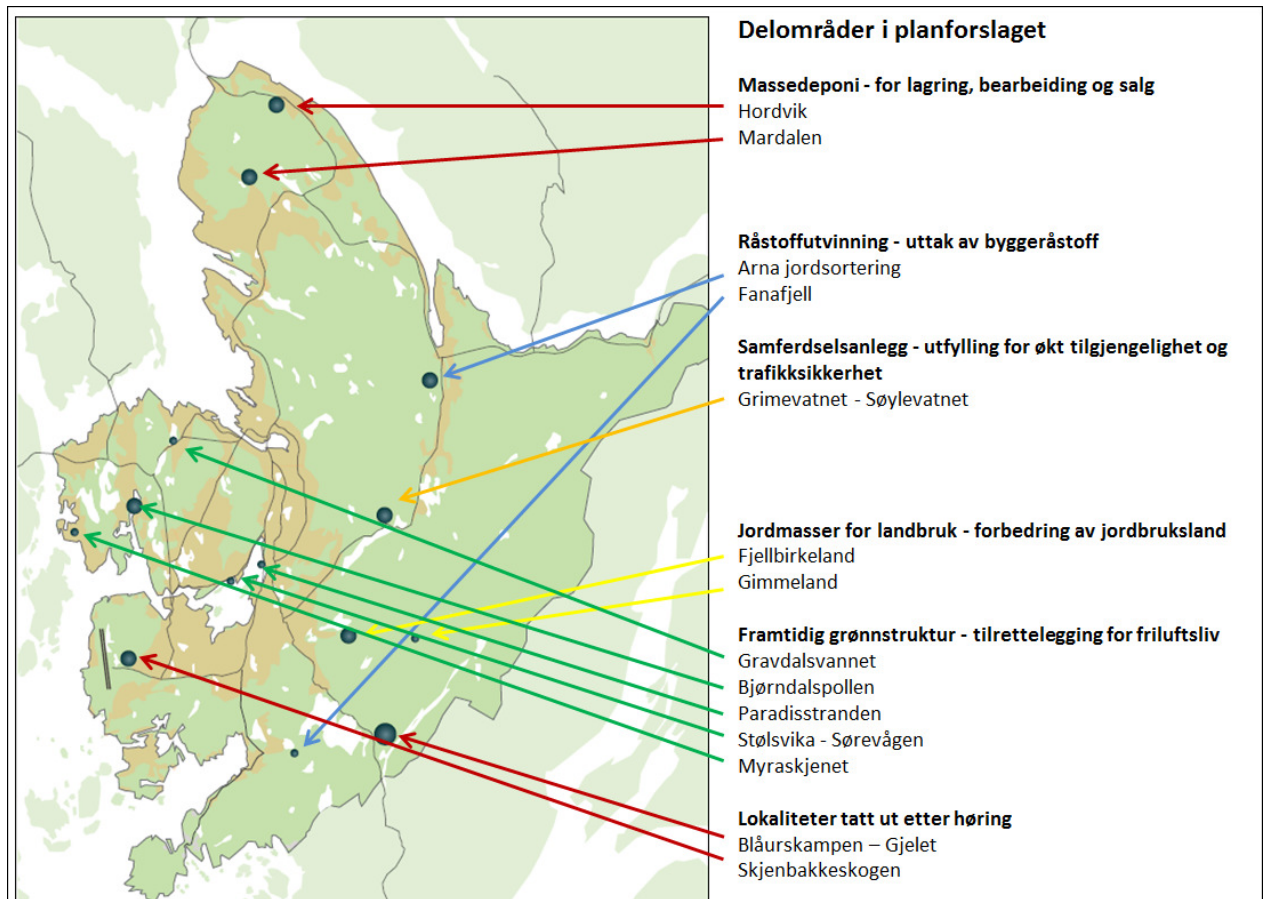 Delområder i planforslaget
Massedeponi - for lagring, bearbeiding og salg
Hordvik
Mardalen
Råstoffutvinning - uttak av byggeråstoff
Arna jordsortering
Fanafjell
Samferdselsanlegg - utfylling for økt tilgjengelighet og
trafikksikkerhet
Grimevatnet - Søylevatnet
Jordmasser for landbruk - forbedring av jordbruksland
Fjellbirkeland
Gimmeland
Framtidig grønnstruktur - tilrettelegging for friluftsliv
Gravdalsvannet
Bjørndalspollen
Paradisstranden
Stølsvika - Sørevågen
Myraskjenet
Lokaliteter tatt ut etter høring
Blåurskampen – Gjelet
Skjenbakkeskogen